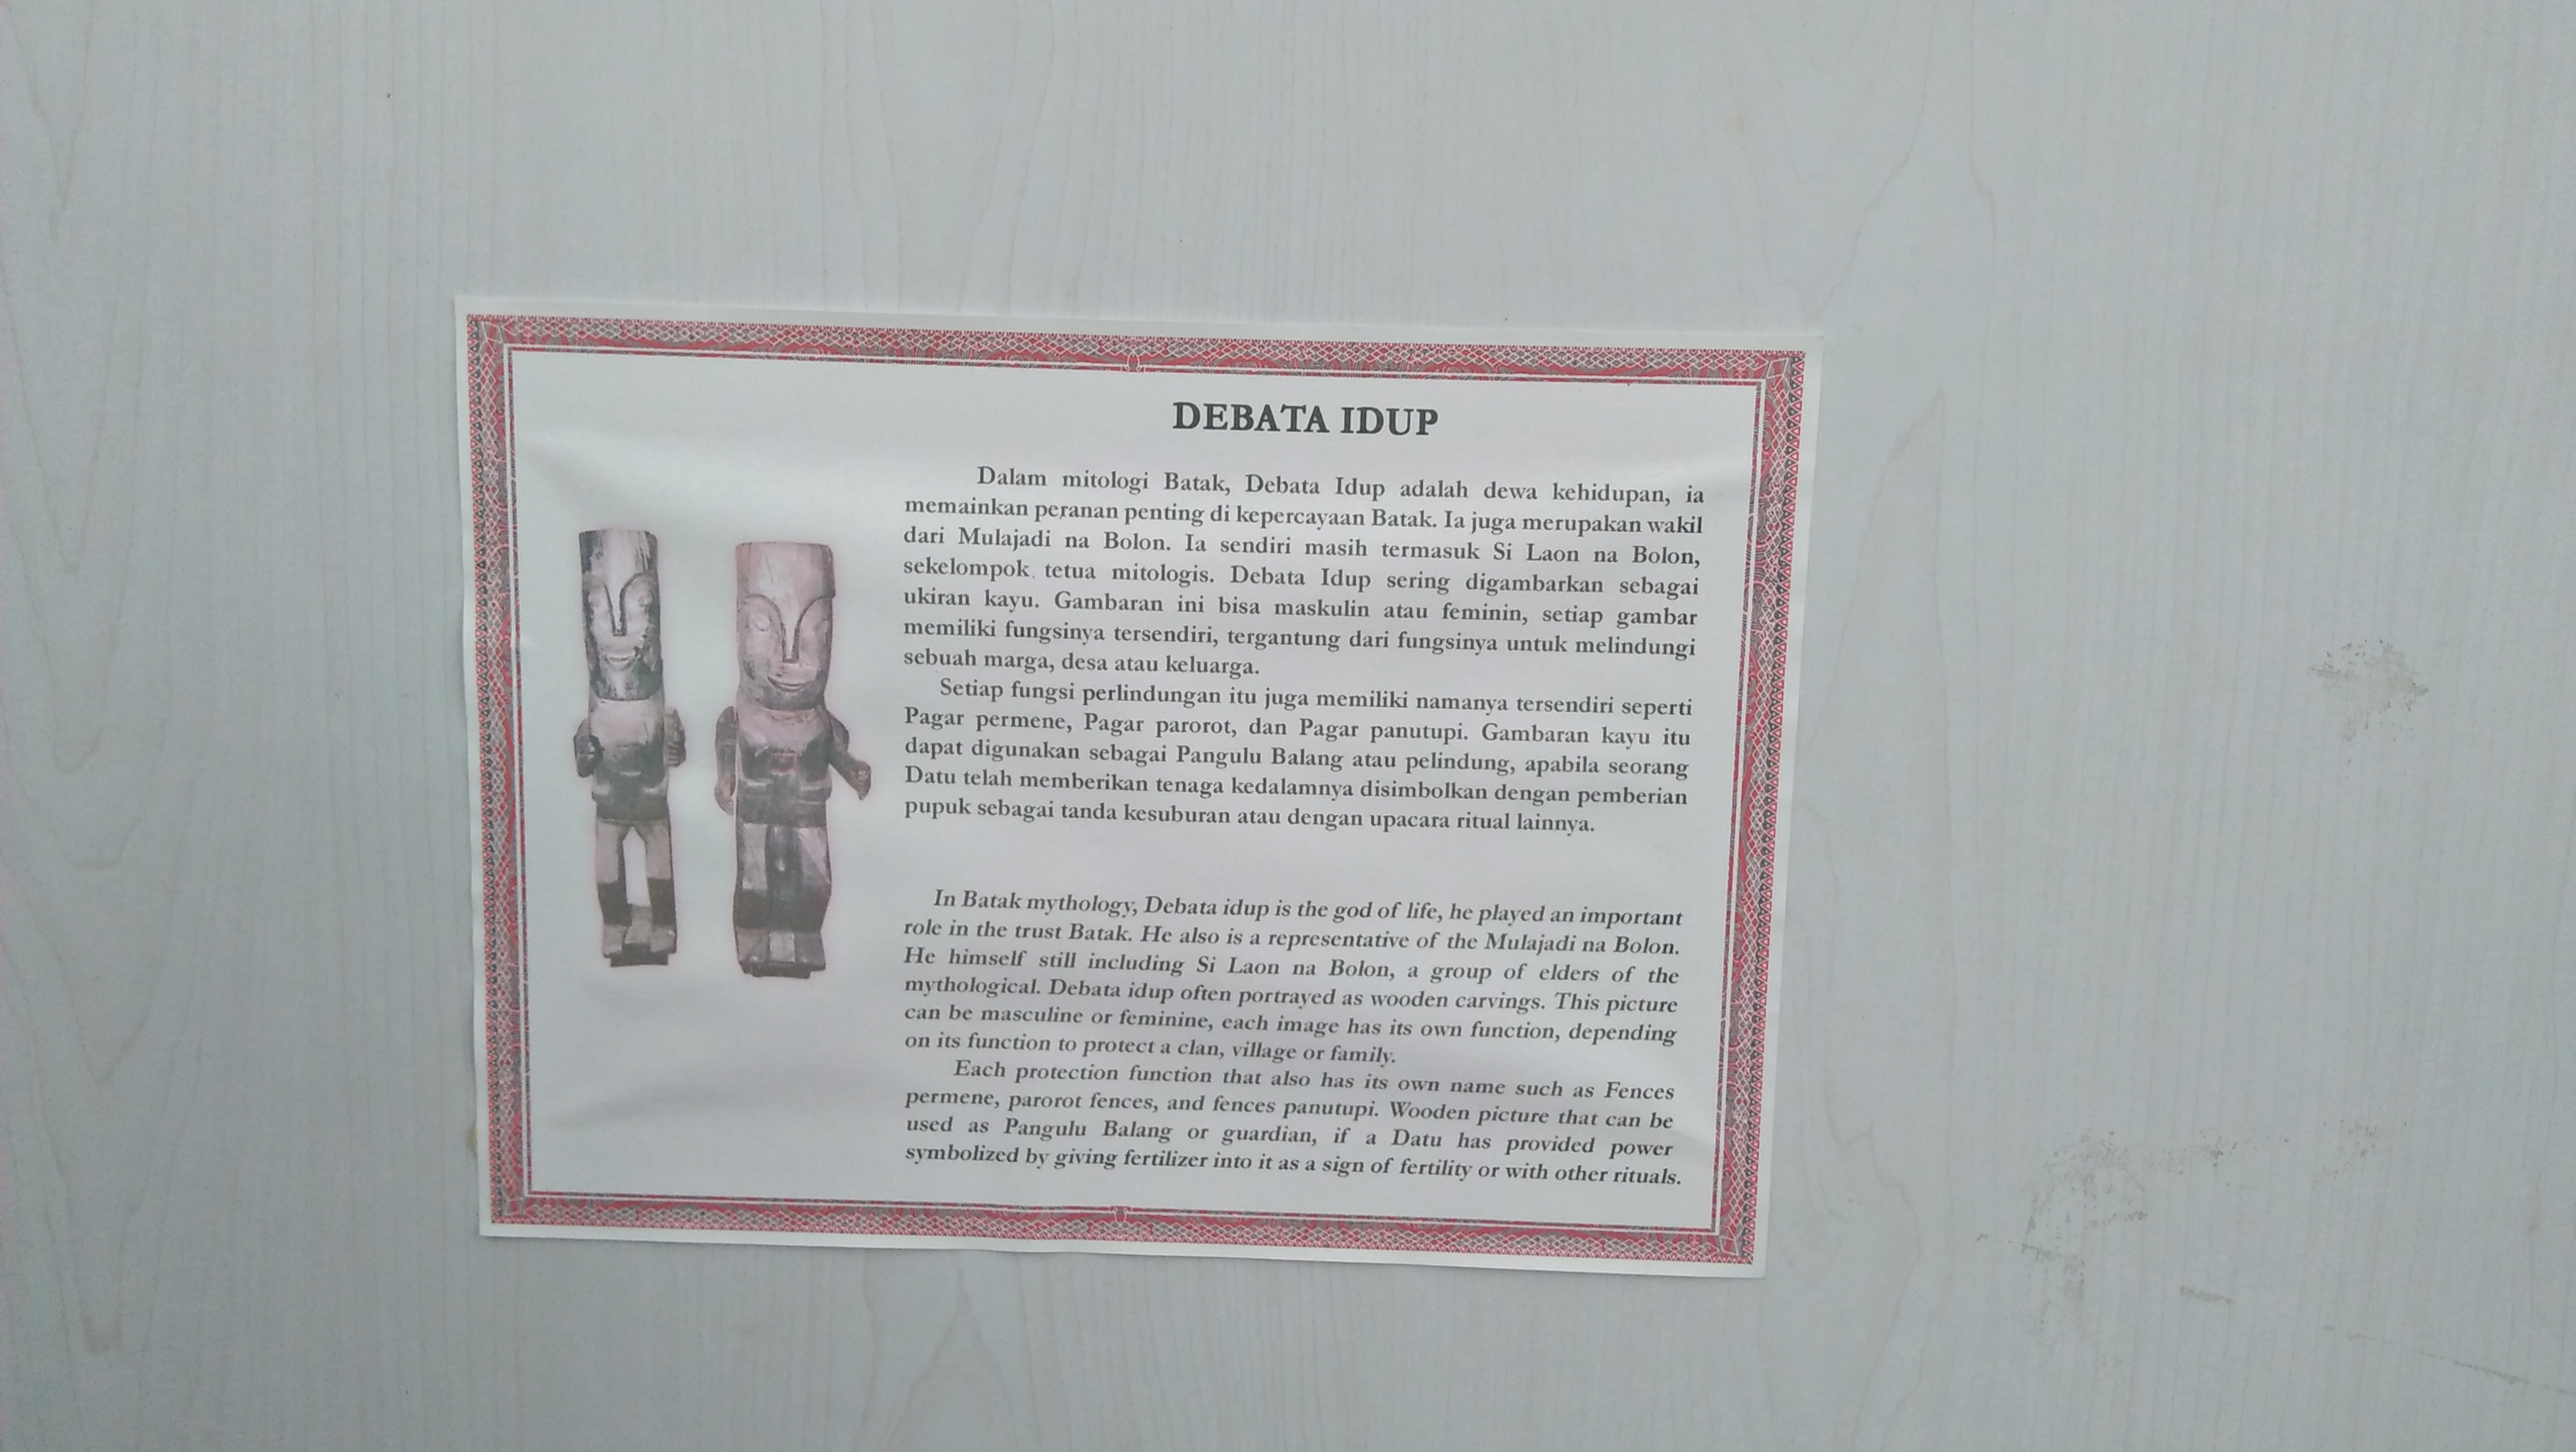 DEBATA IDUP
Dalam mitologi Batak, Debata Idup adalah dewa kehidupan, ia
memainkan peranan penting di kepercayaan Batak. Ia juga merupakan wakil
dari Mulajadi na Bolon. Ia sendiri masih termasuk Si Laon na Bolon,
sekelompok tetua mitologis. Debata Idup sering digambarkan sebagai
ukiran kayu. Gambaran ini bisa maskulin atau feminin, setiap gambar
memiliki fungsinya tersendiri, tergantung dari fungsinya untuk melindungi
sebuah marga, desa atau keluarga.
Setiap fungsi perlindungan itu juga memiliki namanya tersendiri seperti
Pagar permene, Pagar parorot, dan Pagar panutupi. Gambaran kayu itu
dapat digunakan sebagai Pangulu Balang atau pelindung, apabila seorang
Datu telah memberikan tenaga kedalamnya disimbolkan dengan pemberian
pupuk sebagai tanda kesuburan atau dengan upacara ritual lainnya.
In Batak mythology, Debata idup is the god of life, he played an important
role in the trust Batak. He also is a representative of the Mulajadi na Bolon.
He himself still including Si Laon na Bolon, a group of elders of the
mythological. Debata idup often portrayed as wooden carvings. This picture
can be masculine or feminine, each image has its own function, depending
on its function to protect a clan, village or family.
Each protection function that also has its own name such as Fences
permene, parorot fences, and fences panutupi. Wooden picture that can be
used as Pangulu Balang or guardian, if a Datu has provided power
symbolized by giving fertilizer into it as a sign of fertility or with other rituals.